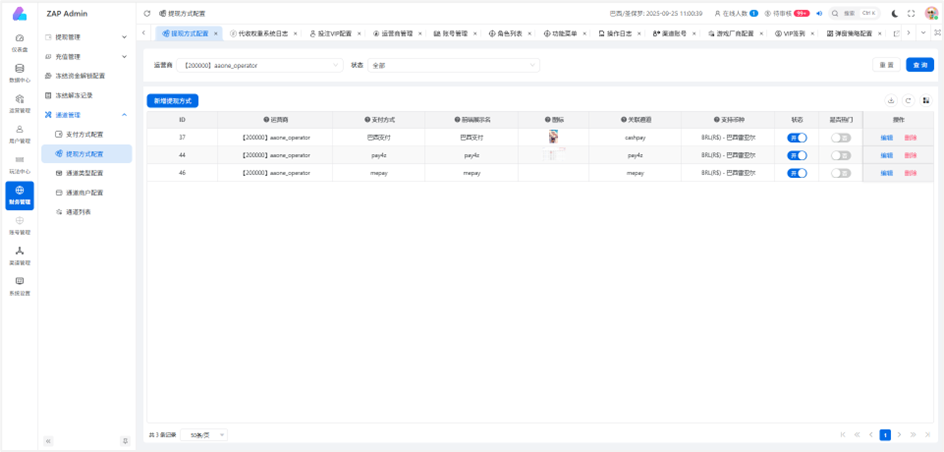 ZAP Admin
提现方式配置
巴西/圣保罗: 2025-09-25 11:00:39
在线人数 1
待审核 99+
搜索 Ctrl K
提现方式配置
代收权重系统日志
投注VIP配置
运营商管理
账号管理
角色列表
功能菜单
操作日志
渠道账号
游戏厂商配置
VIP签到
弹窗策略配置
仪表盘
数据中心
运营管理
用户管理
玩法中心
财务管理
账号管理
渠道管理
系统设置
提现管理
充值管理
冻结资金解锁配置
冻结解冻记录
通道管理
支付方式配置
提现方式配置
通道类型配置
通道商户配置
通道列表
运营商 【200000】aaone_operator
状态 全部
重置
查询
新增提现方式
ID 运营商 支付方式 前端展示名 图标 关联通道 支持币种 状态 是否热门 操作
37 【200000】aaone_operator 巴西支付 巴西支付 cashpay BRL(R$) - 巴西雷亚尔 开 否 编辑 删除
44 【200000】aaone_operator pay4z pay4z pay4z BRL(R$) - 巴西雷亚尔 开 否 编辑 删除
46 【200000】aaone_operator mepay mepay mepay BRL(R$) - 巴西雷亚尔 开 否 编辑 删除
共 3 条记录
50条/页
1